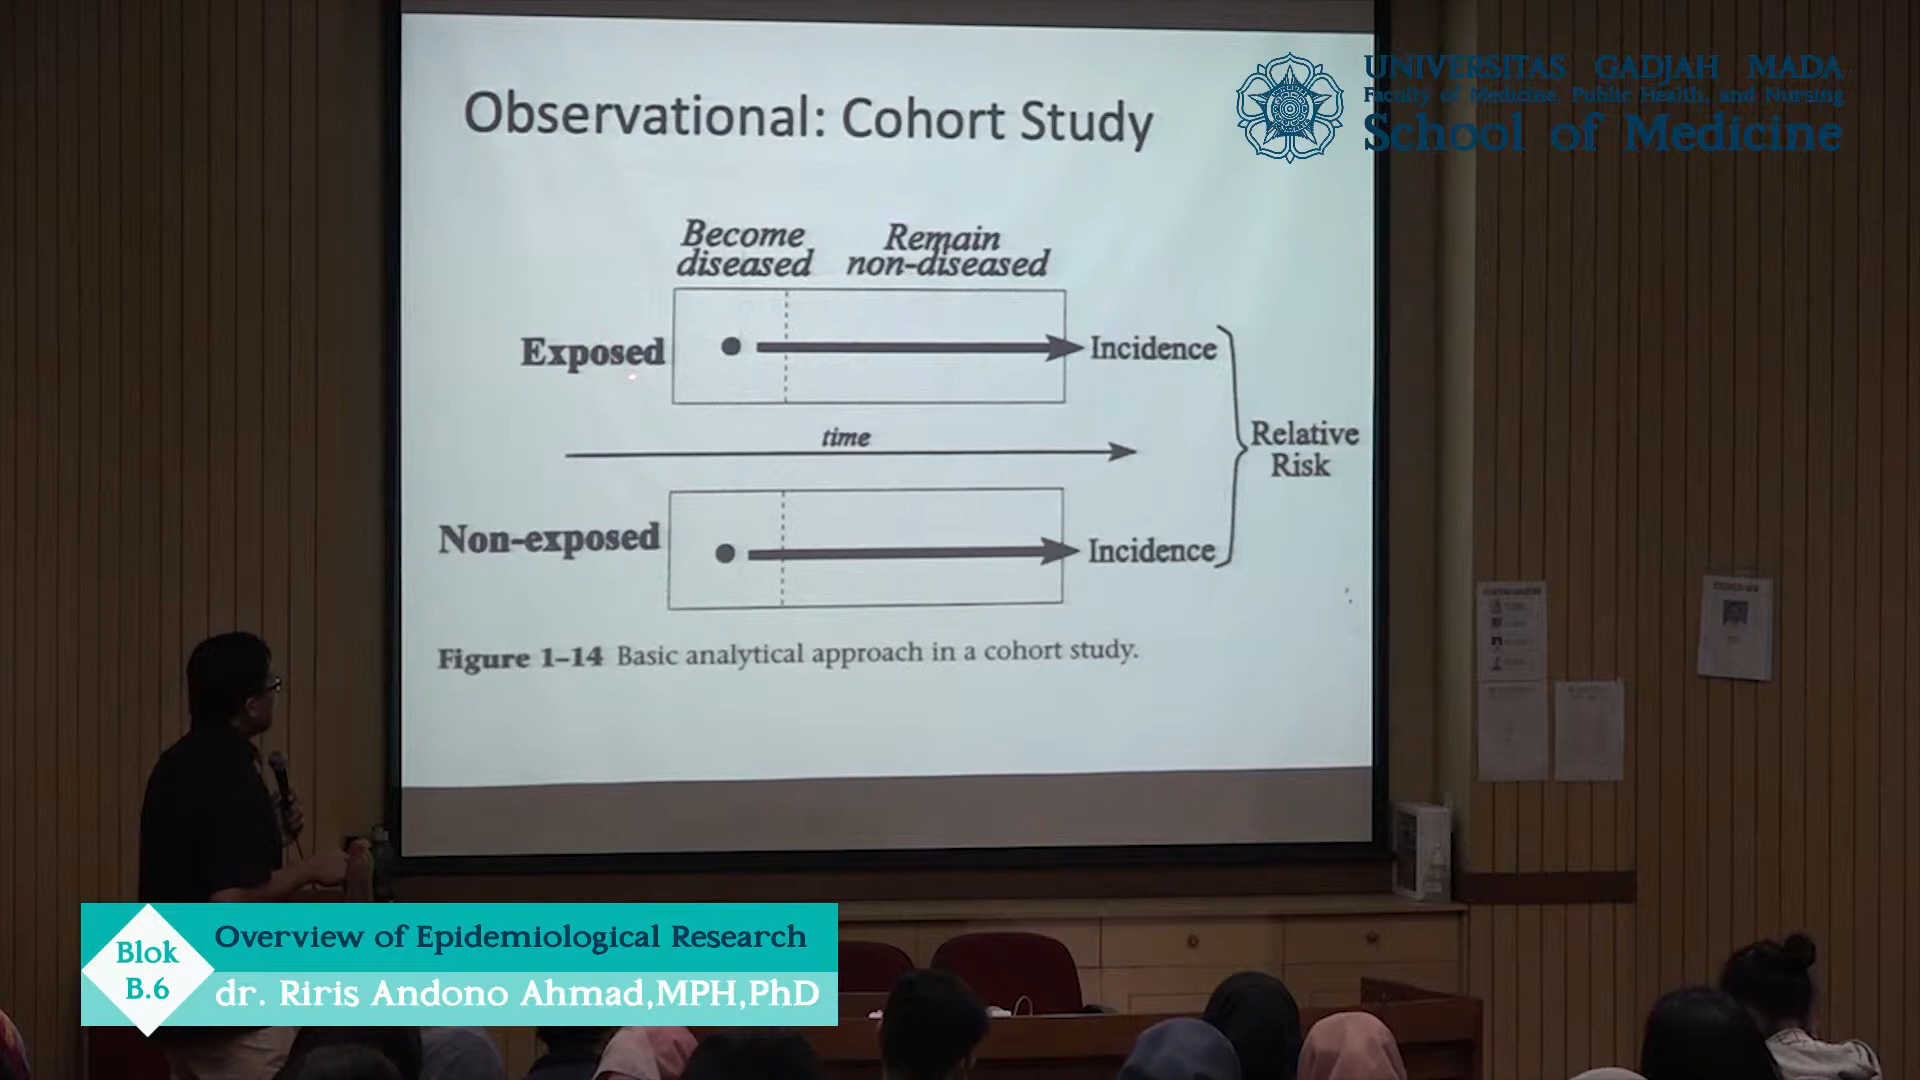 UNIVERSITAS GADJAH MADA
Faculty of Medicine, Public Health, and Nursing
School of Medicine
Observational: Cohort Study
Become
diseased
Remain
non-diseased
Exposed
Incidence
time
Relative
Risk
Non-exposed
Incidence
Figure 1–14 Basic analytical approach in a cohort study.
Blok
B.6
Overview of Epidemiological Research
dr. Riris Andono Ahmad,MPH,PhD